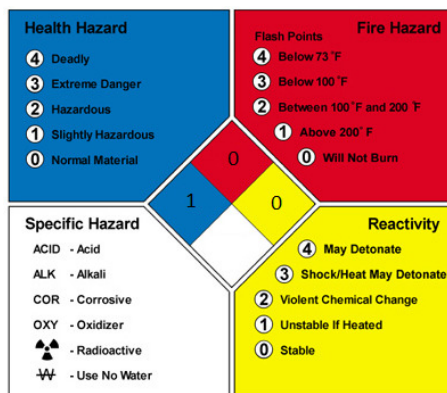 Health Hazard
4 Deadly
3 Extreme Danger
2 Hazardous
1 Slightly Hazardous
0 Normal Material
Fire Hazard
Flash Points
4 Below 73°F
3 Below 100°F
2 Between 100°F and 200°F
1 Above 200°F
0 Will Not Burn
0
1
0
Specific Hazard
ACID - Acid
ALK - Alkali
COR - Corrosive
OXY - Oxidizer
- Radioactive
W - Use No Water
Reactivity
4 May Detonate
3 Shock/Heat May Detonate
2 Violent Chemical Change
1 Unstable If Heated
0 Stable